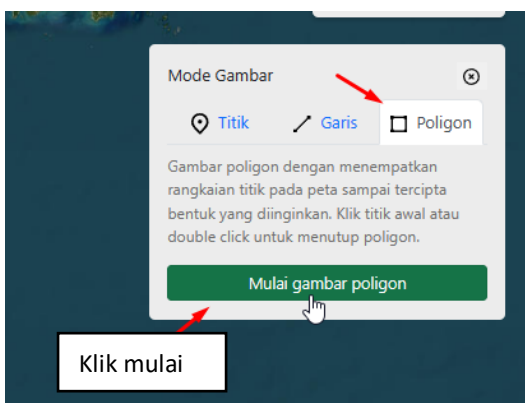 Mode Gambar
Titik Garis Poligon
Gambar poligon dengan menempatkan
rangkaian titik pada peta sampai tercipta
bentuk yang diinginkan. Klik titik awal atau
double click untuk menutup poligon.
Mulai gambar poligon
Klik mulai